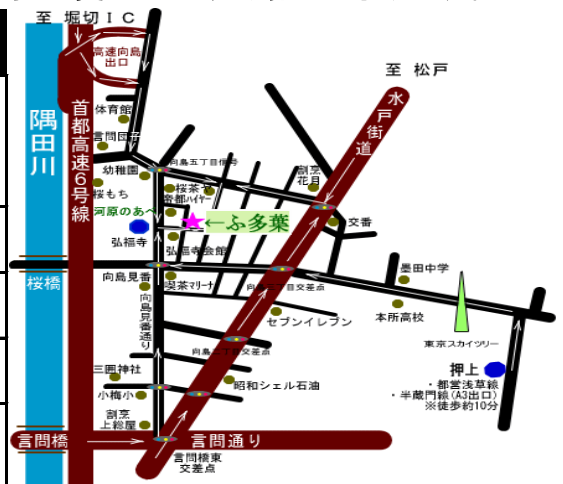 至 堀切IC
高速向島
出口
至 松戸
体育館
水戸街道
首都高速6号線
隅田川
言問団子
向島五丁目信号
幼稚園
割烹
花月
桜もち
桜茶ヤ
河原のあべ
←ふ多葉
交番
弘福寺
弘福寺会館
向島見番
墨田中学
桜橋
喫茶マリーナ
向島見番通り
セブンイレブン
本所高校
東京スカイツリー
三囲神社
押上
・都営浅草線
・半蔵門線(A3出口)
※徒歩約10分
昭和シェル石油
小梅小
割烹
上総屋
言問橋
言問通り
言問橋東
交差点